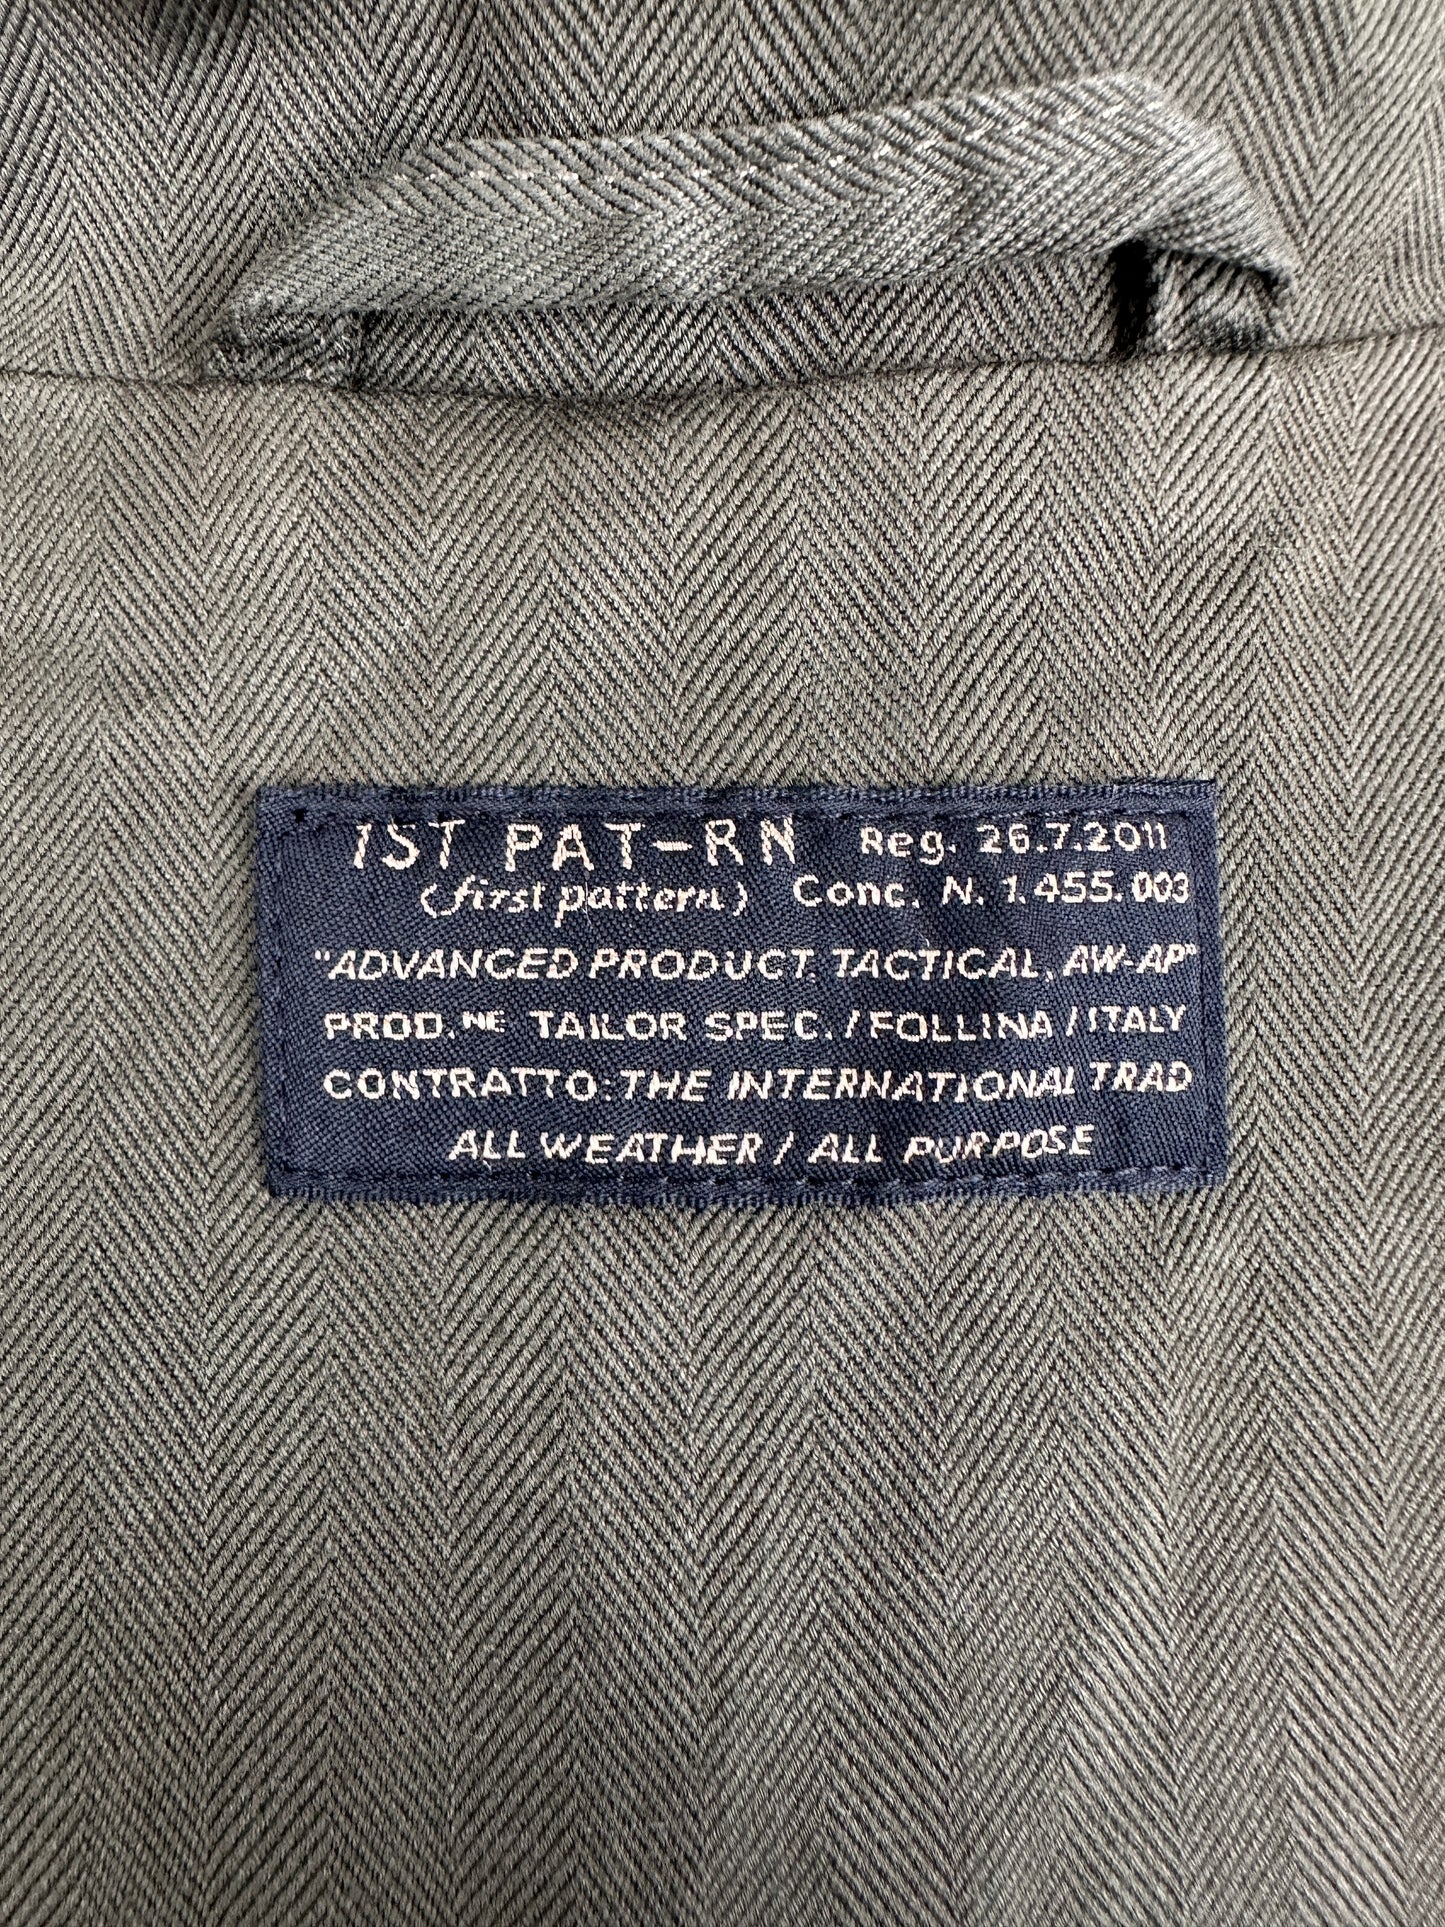 1ST PAT-RN Reg. 26.7.2011
(first pattern) Conc. N. 1.455.003
"ADVANCED PRODUCT. TACTICAL, AW-AP"
PROD.NE TAILOR SPEC. / FOLLINA / ITALY
CONTRATTO: THE INTERNATIONAL TRAD
ALL WEATHER / ALL PURPOSE